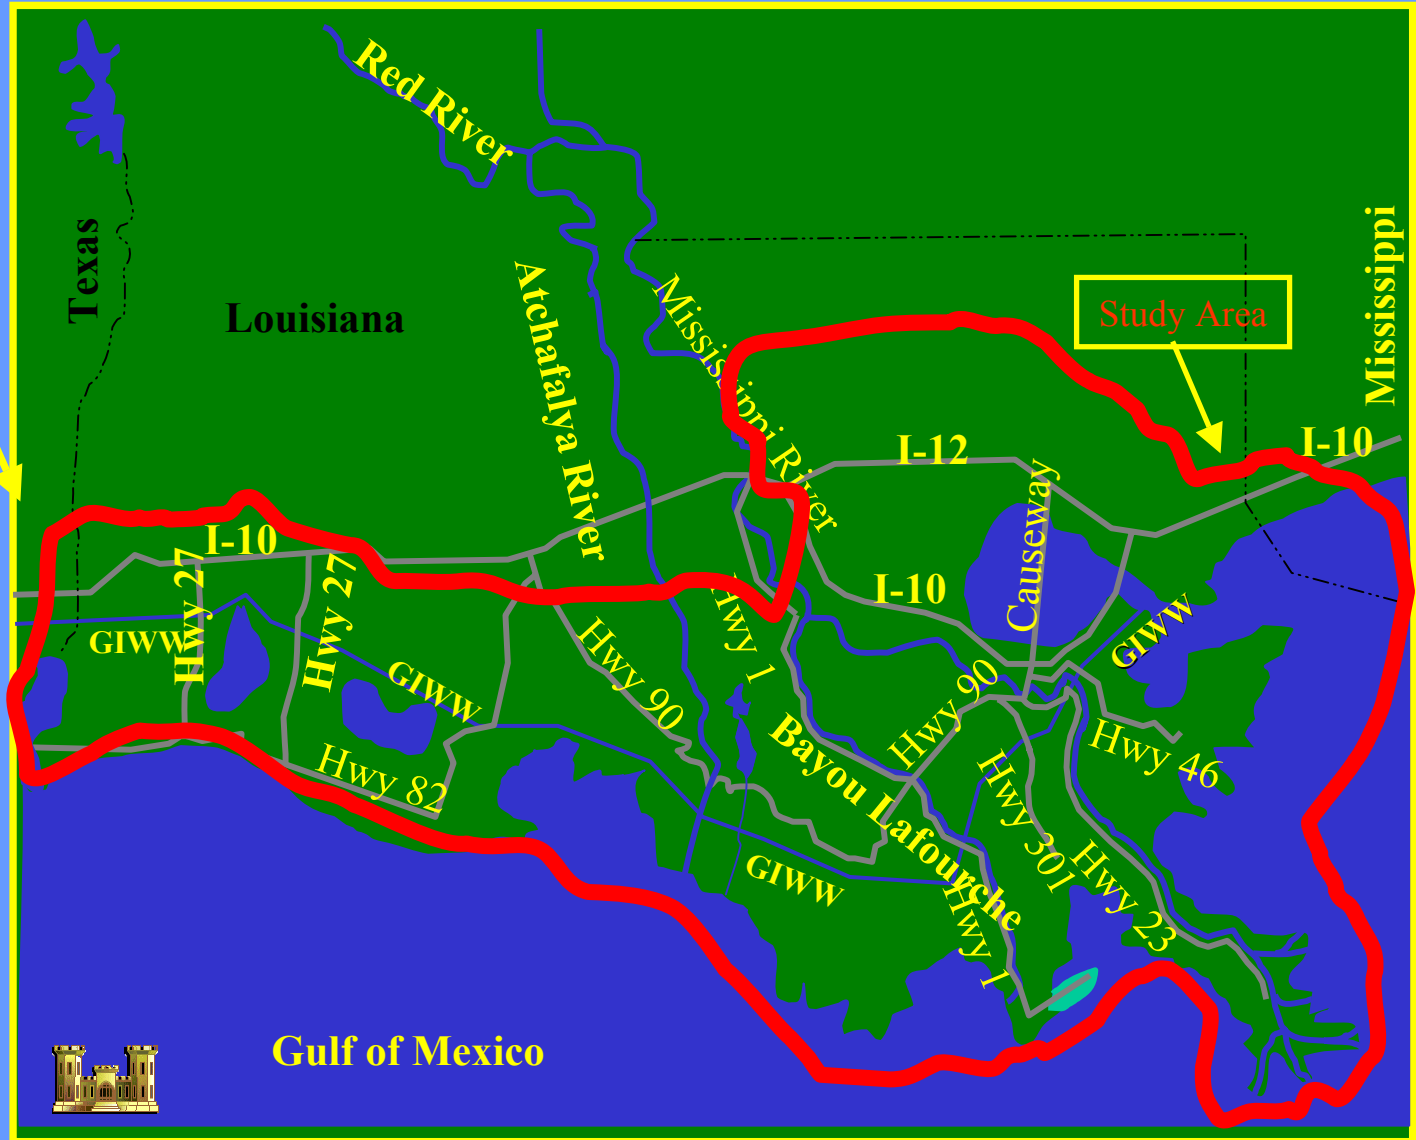 Red River
Texas
Louisiana
Atchafalya River
Mississippi River
Study Area
Mississippi
I-12
I-10
I-10
I-10
Causeway
Hwy 27
Hwy 27
GIWW
GIWW
GIWW
GIWW
Hwy 1
Hwy 90
Hwy 90
Hwy 82
Hwy 46
Bayou Lafourche
Hwy 301
Hwy 23
Hwy 1
Gulf of Mexico